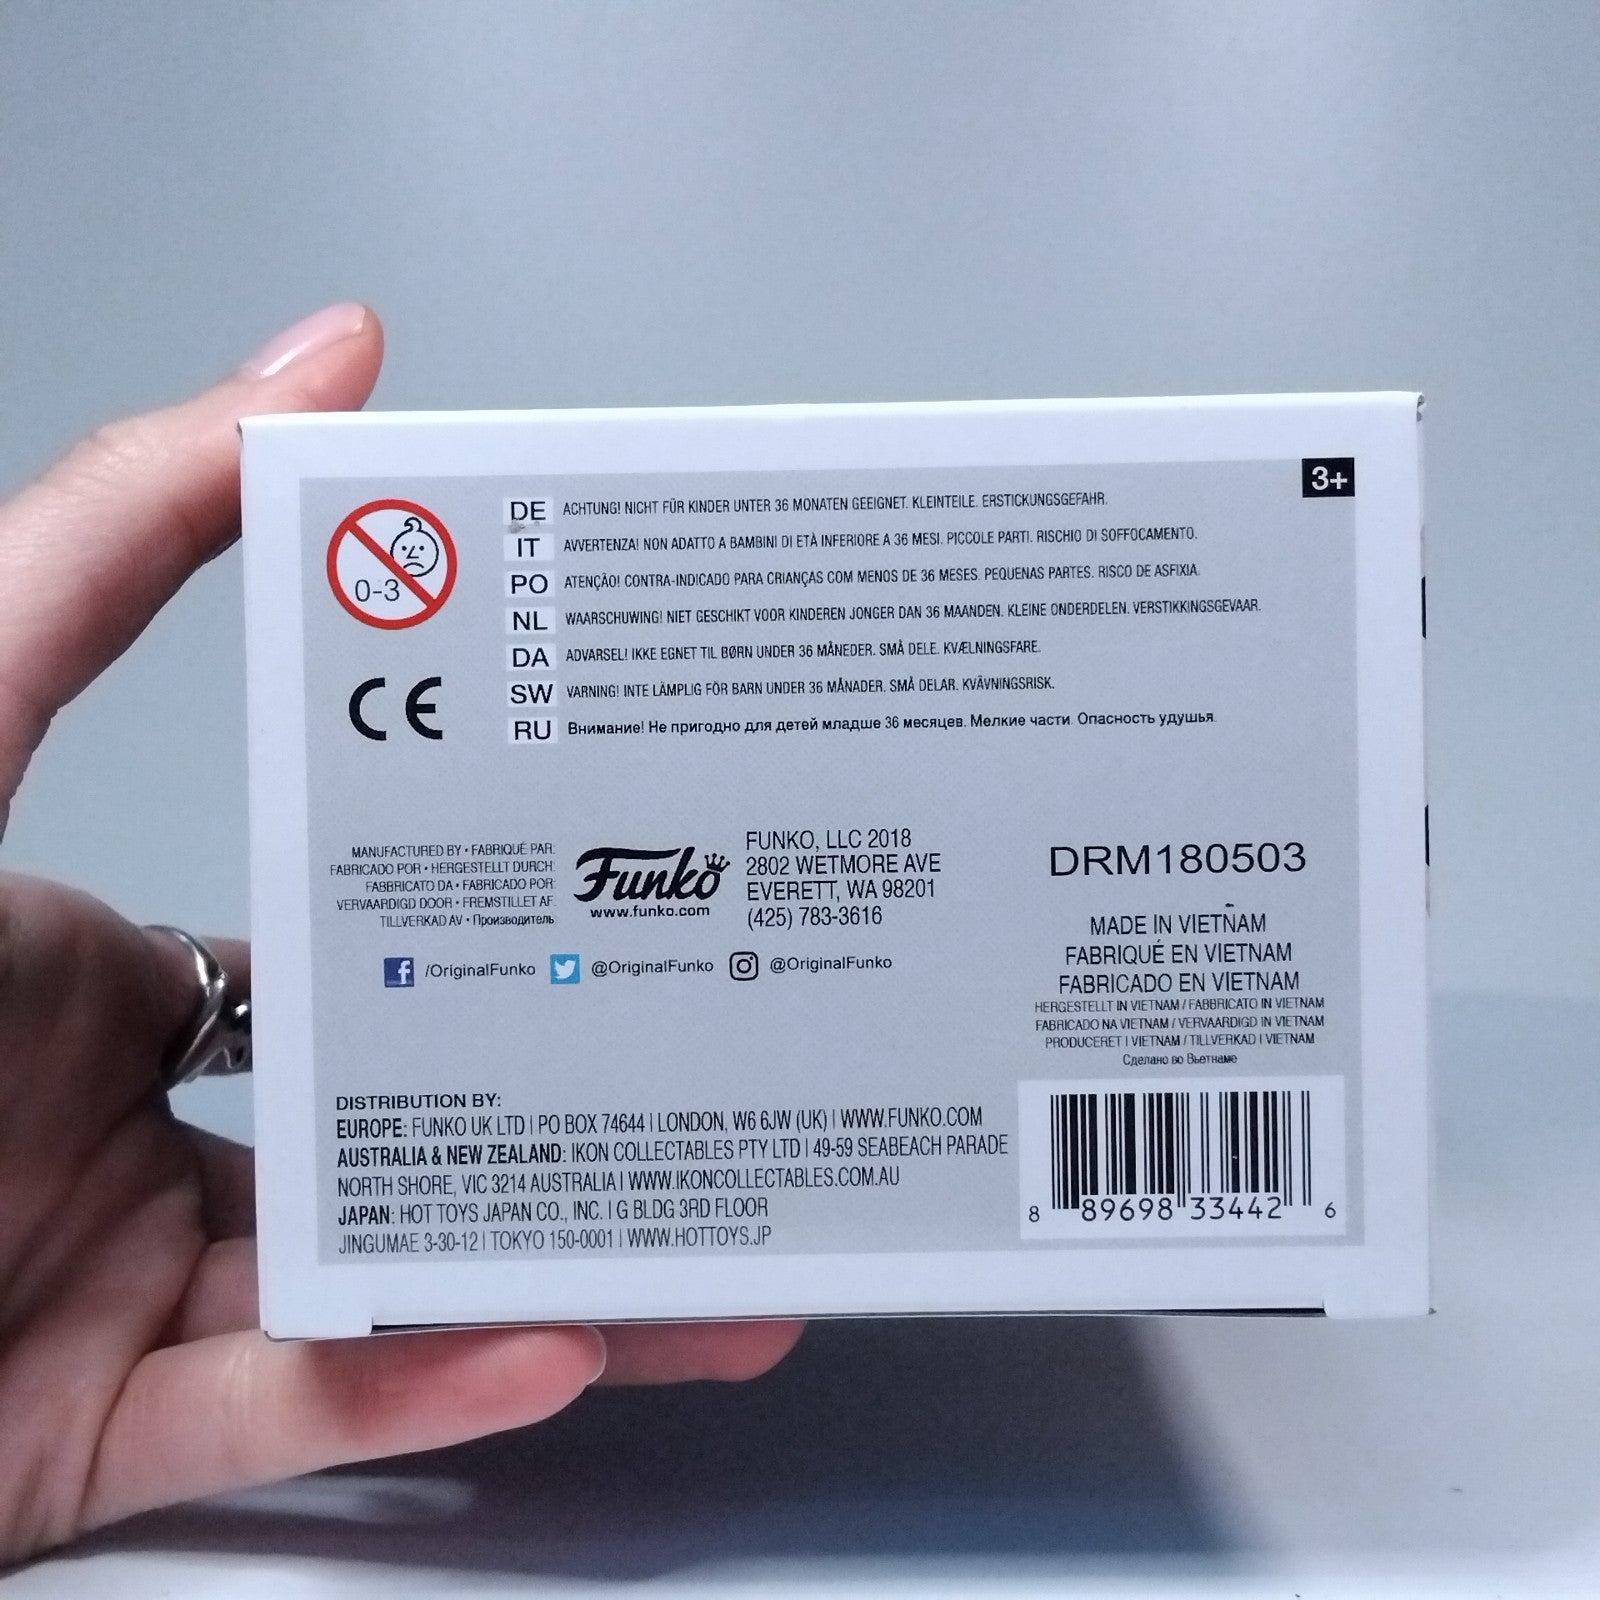 3+
0-3
DE ACHTUNG! NICHT FÜR KINDER UNTER 36 MONATEN GEEIGNET. KLEINTEILE. ERSTICKUNGSGEFAHR.
IT AVVERTENZA! NON ADATTO A BAMBINI DI ETÀ INFERIORE A 36 MESI. PICCOLE PARTI. RISCHIO DI SOFFOCAMENTO.
PO ATENÇÃO! CONTRA-INDICADO PARA CRIANÇAS COM MENOS DE 36 MESES. PEQUENAS PARTES. RISCO DE ASFIXIA.
NL WAARSCHUWING! NIET GESCHIKT VOOR KINDEREN JONGER DAN 36 MAANDEN. KLEINE ONDERDELEN. VERSTIKKINGSGEVAAR.
DA ADVARSEL! IKKE EGNET TIL BØRN UNDER 36 MÅNEDER. SMÅ DELE. KVÆLNINGSFARE.
SW VARNING! INTE LÄMPLIG FÖR BARN UNDER 36 MÅNADER. SMÅ DELAR. KVÄVNINGSRISK.
RU Внимание! Не пригодно для детей младше 36 месяцев. Мелкие части. Опасность удушья.
CE
MANUFACTURED BY • FABRIQUÉ PAR:
FABRICADO POR • HERGESTELLT DURCH:
FABBRICATO DA • FABRICADO POR:
VERVAARDIGD DOOR • FREMSTILLET AF:
TILLVERKAD AV • Производитель
Funko
www.funko.com
FUNKO, LLC 2018
2802 WETMORE AVE
EVERETT, WA 98201
(425) 783-3616
/OriginalFunko @OriginalFunko @OriginalFunko
DRM180503
MADE IN VIETNAM
FABRIQUÉ EN VIETNAM
FABRICADO EN VIETNAM
HERGESTELLT IN VIETNAM / FABBRICATO IN VIETNAM
FABRICADO NA VIETNAM / VERVAARDIGD IN VIETNAM
PRODUCERET I VIETNAM / TILLVERKAD I VIETNAM
Сделано во Вьетнаме
DISTRIBUTION BY:
EUROPE: FUNKO UK LTD | PO BOX 74644 | LONDON, W6 6JW (UK) | WWW.FUNKO.COM
AUSTRALIA & NEW ZEALAND: IKON COLLECTABLES PTY LTD | 49-59 SEABEACH PARADE
NORTH SHORE, VIC 3214 AUSTRALIA | WWW.IKONCOLLECTABLES.COM.AU
JAPAN: HOT TOYS JAPAN CO., INC. | G BLDG 3RD FLOOR
JINGUMAE 3-30-12 | TOKYO 150-0001 | WWW.HOTTOYS.JP
8 89698 33442 6